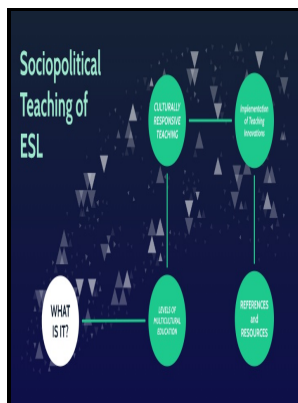 Sociopolitical
Teaching of
ESL
WHAT
IS IT?
LEVELS OF
MULTICULTURAL
EDUCATION
CULTURALLY
RESPONSIVE
TEACHING
Implementation
of Teaching
Innovations
REFERENCES
and
RESOURCES